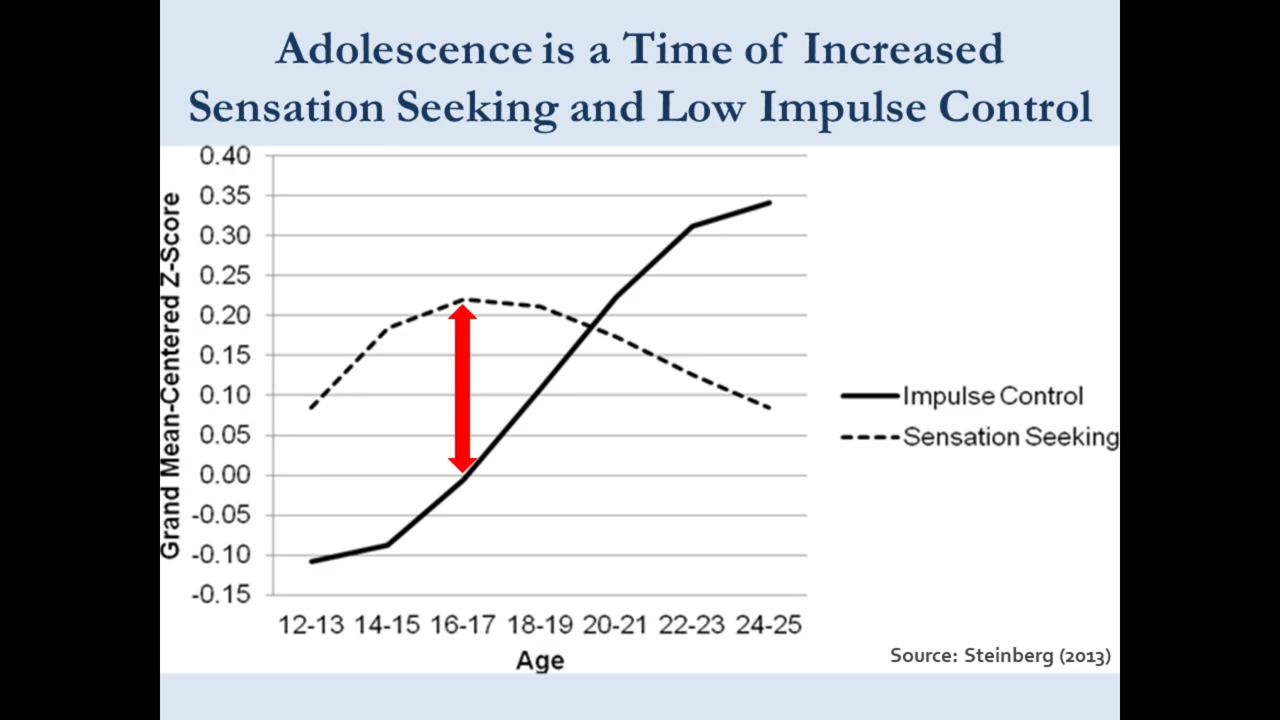 Adolescence is a Time of Increased
Sensation Seeking and Low Impulse Control
Grand Mean-Centered Z-Score
0.40
0.35
0.30
0.25
0.20
0.15
0.10
0.05
0.00
-0.05
-0.10
-0.15
12-13 14-15 16-17 18-19 20-21 22-23 24-25
Age
Impulse Control
Sensation Seeking
Source: Steinberg (2013)